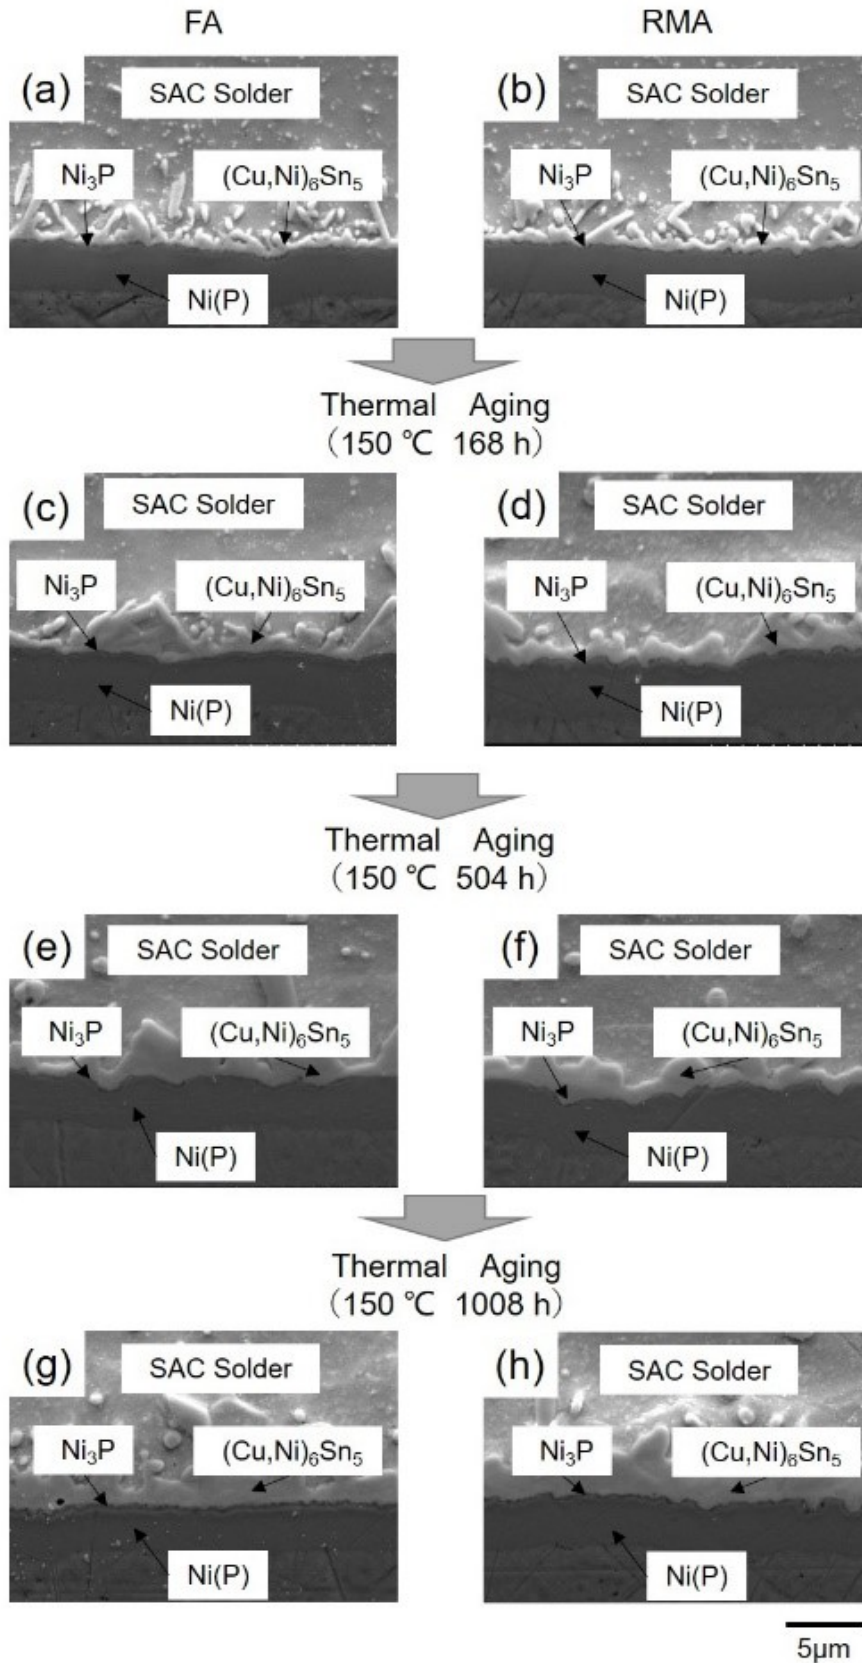 FA
RMA
(a)
SAC Solder
Ni₃P
(Cu,Ni)₆Sn₅
Ni(P)
(b)
SAC Solder
Ni₃P
(Cu,Ni)₆Sn₅
Ni(P)
Thermal Aging
(150 ℃ 168 h)
(c)
SAC Solder
Ni₃P
(Cu,Ni)₆Sn₅
Ni(P)
(d)
SAC Solder
Ni₃P
(Cu,Ni)₆Sn₅
Ni(P)
Thermal Aging
(150 ℃ 504 h)
(e)
SAC Solder
Ni₃P
(Cu,Ni)₆Sn₅
Ni(P)
(f)
SAC Solder
Ni₃P
(Cu,Ni)₆Sn₅
Ni(P)
Thermal Aging
(150 ℃ 1008 h)
(g)
SAC Solder
Ni₃P
(Cu,Ni)₆Sn₅
Ni(P)
(h)
SAC Solder
Ni₃P
(Cu,Ni)₆Sn₅
Ni(P)
5μm